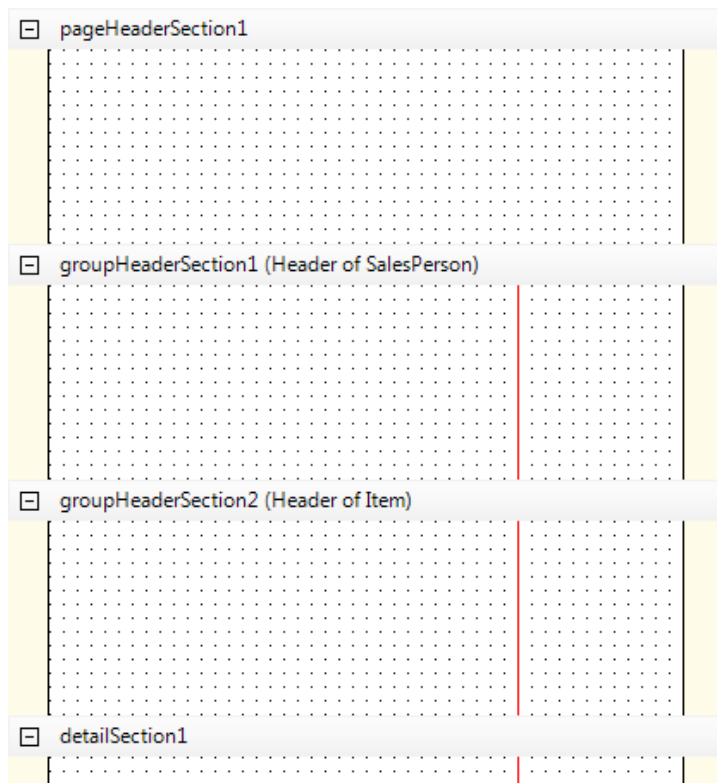 pageHeaderSection1
groupHeaderSection1 (Header of SalesPerson)
groupHeaderSection2 (Header of Item)
detailSection1